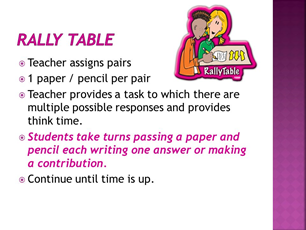 RALLY TABLE
RallyTable
Teacher assigns pairs
1 paper / pencil per pair
Teacher provides a task to which there are
multiple possible responses and provides
think time.
Students take turns passing a paper and
pencil each writing one answer or making
a contribution.
Continue until time is up.